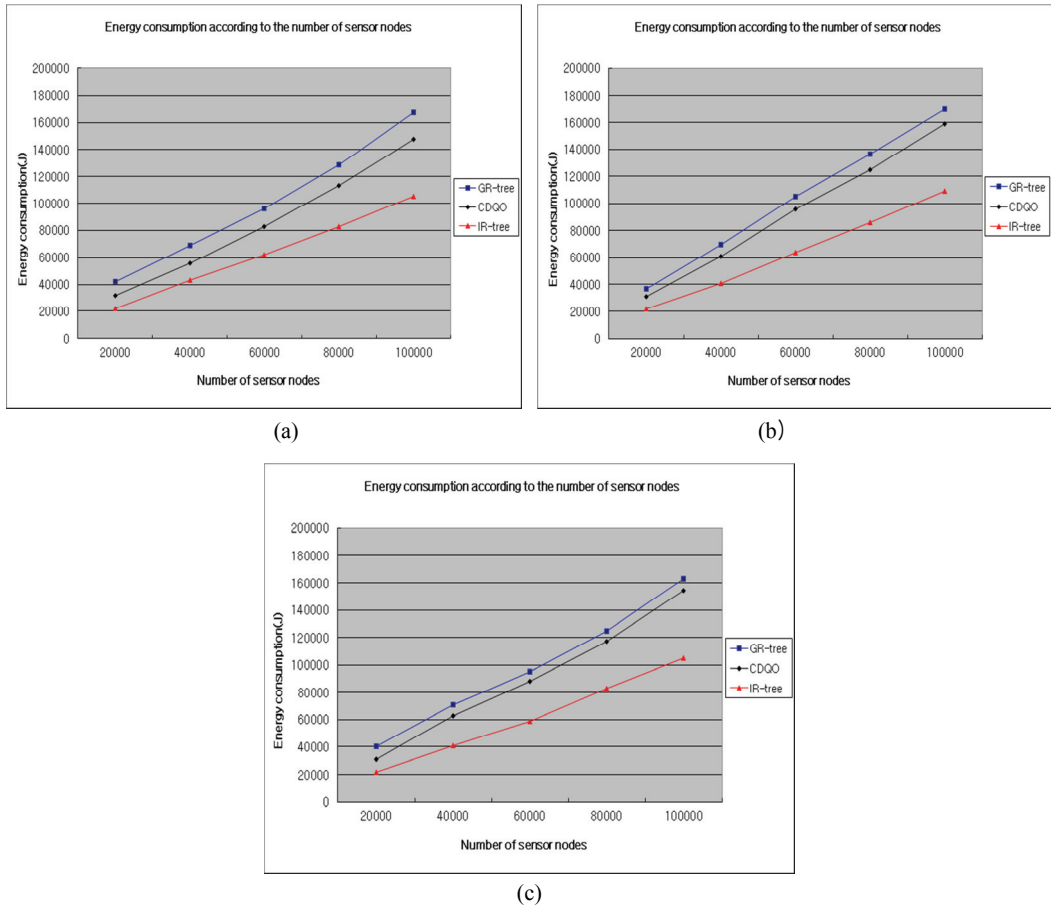 Energy consumption according to the number of sensor nodes
200000
180000
160000
140000
120000
100000
80000
60000
40000
20000
0
Energy consumption(J)
20000 40000 60000 80000 100000
Number of sensor nodes
GR-tree
CDQO
IR-tree
(a)
Energy consumption according to the number of sensor nodes
200000
180000
160000
140000
120000
100000
80000
60000
40000
20000
0
Energy consumption(J)
20000 40000 60000 80000 100000
Number of sensor nodes
GR-tree
CDQO
IR-tree
(b)
Energy consumption according to the number of sensor nodes
200000
180000
160000
140000
120000
100000
80000
60000
40000
20000
0
Energy consumption(J)
20000 40000 60000 80000 100000
Number of sensor nodes
GR-tree
CDQO
IR-tree
(c)